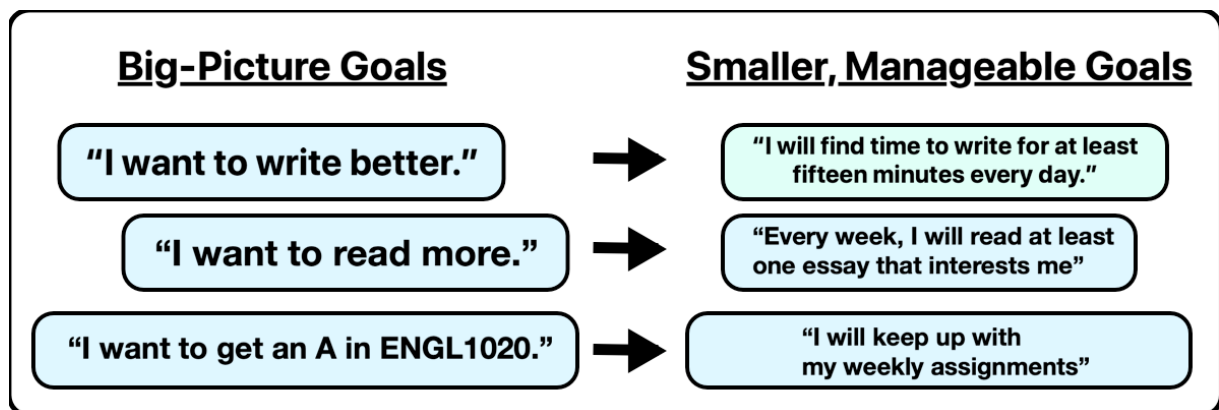 Big-Picture Goals
Smaller, Manageable Goals
“I want to write better.”
“I will find time to write for at least
fifteen minutes every day.”
“I want to read more.”
“Every week, I will read at least
one essay that interests me”
“I want to get an A in ENGL1020.”
“I will keep up with
my weekly assignments”